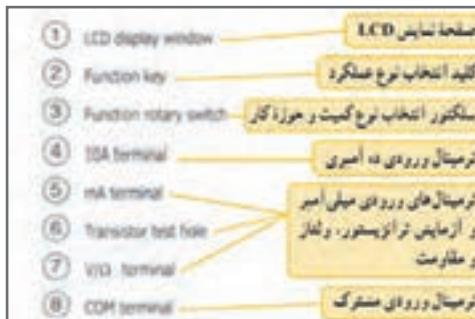 ① LCD display window
صفحهٔ نمایش LCD
② Function key
کلید انتخاب نوع عملکرد
③ Function rotary switch
سلکتور انتخاب نوع کمیت و حوزهٔ کار
④ 10A terminal
ترمینال ورودی ده آمپری
⑤ mA terminal
⑥ Transistor test hole
⑦ V/Ω terminal
ترمینال‌های ورودی میلی‌آمپر
و آزمایش ترانزیستور، ولتاژ
و مقاومت
⑧ COM terminal
ترمینال ورودی مشترک